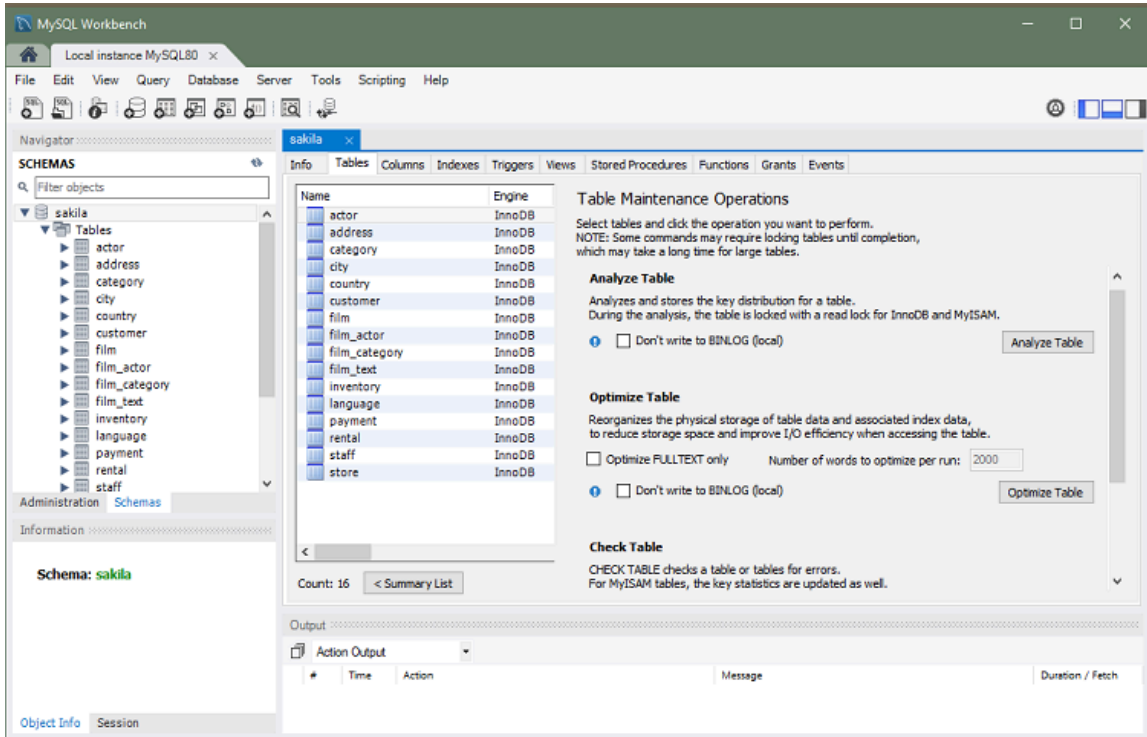 MySQL Workbench
Local instance MySQL80
File Edit View Query Database Server Tools Scripting Help
Navigator
SCHEMAS
Filter objects
sakila
Tables
actor
address
category
city
country
customer
film
film_actor
film_category
film_text
inventory
language
payment
rental
staff
Administration Schemas
Information
Schema: sakila
Object Info Session
sakila
Info Tables Columns Indexes Triggers Views Stored Procedures Functions Grants Events
Name Engine
actor InnoDB
address InnoDB
category InnoDB
city InnoDB
country InnoDB
customer InnoDB
film InnoDB
film_actor InnoDB
film_category InnoDB
film_text InnoDB
inventory InnoDB
language InnoDB
payment InnoDB
rental InnoDB
staff InnoDB
store InnoDB
Count: 16 < Summary List
Table Maintenance Operations
Select tables and click the operation you want to perform.
NOTE: Some commands may require locking tables until completion,
which may take a long time for large tables.
Analyze Table
Analyzes and stores the key distribution for a table.
During the analysis, the table is locked with a read lock for InnoDB and MyISAM.
Don't write to BINLOG (local) Analyze Table
Optimize Table
Reorganizes the physical storage of table data and associated index data,
to reduce storage space and improve I/O efficiency when accessing the table.
Optimize FULLTEXT only Number of words to optimize per run: 2000
Don't write to BINLOG (local) Optimize Table
Check Table
CHECK TABLE checks a table or tables for errors.
For MyISAM tables, the key statistics are updated as well.
Output
Action Output
# Time Action Message Duration / Fetch